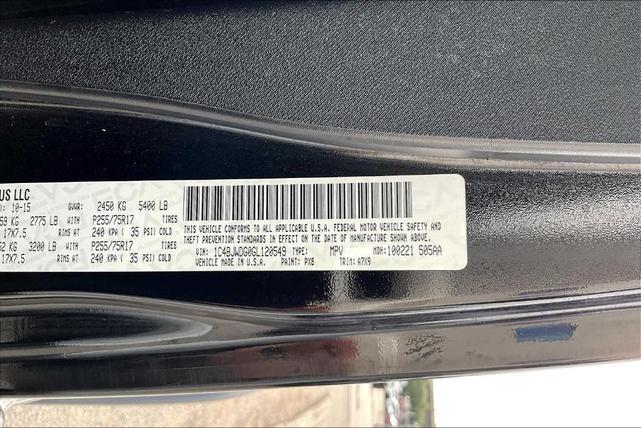 US LLC
10-15 GVWR: 2450 KG 5400 LB
59 KG 2775 LB WITH P255/75R17 TIRES
17X7.5 RIMS AT 240 KPA ( 35 PSI) COLD
52 KG 3200 LB WITH P255/75R17 TIRES
17X7.5 RIMS AT 240 KPA ( 35 PSI) COLD
THIS VEHICLE CONFORMS TO ALL APPLICABLE U.S.A. FEDERAL MOTOR VEHICLE SAFETY AND
THEFT PREVENTION STANDARDS IN EFFECT ON THE DATE OF MANUFACTURE SHOWN ABOVE.
VIN: 1C4BJWDG0GL120549 TYPE: MPV MDH:100221 505AA
VEHICLE MADE IN U.S.A. PAINT: PX8 TRIM: A7X9